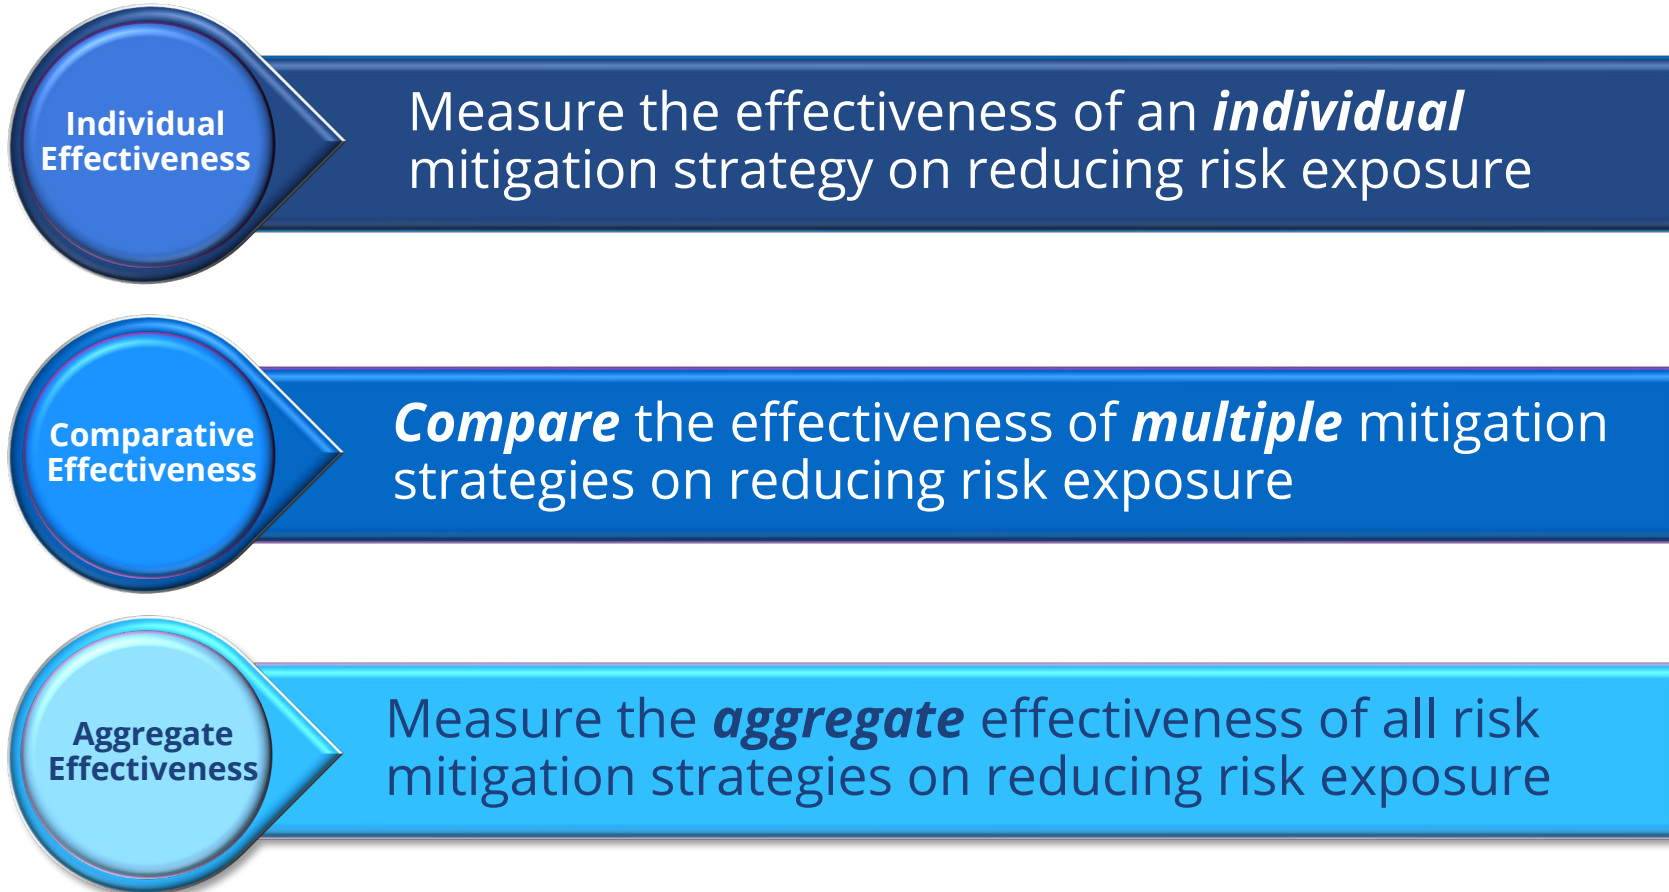 Individual
Effectiveness
Measure the effectiveness of an individual
mitigation strategy on reducing risk exposure
Comparative
Effectiveness
Compare the effectiveness of multiple mitigation
strategies on reducing risk exposure
Aggregate
Effectiveness
Measure the aggregate effectiveness of all risk
mitigation strategies on reducing risk exposure